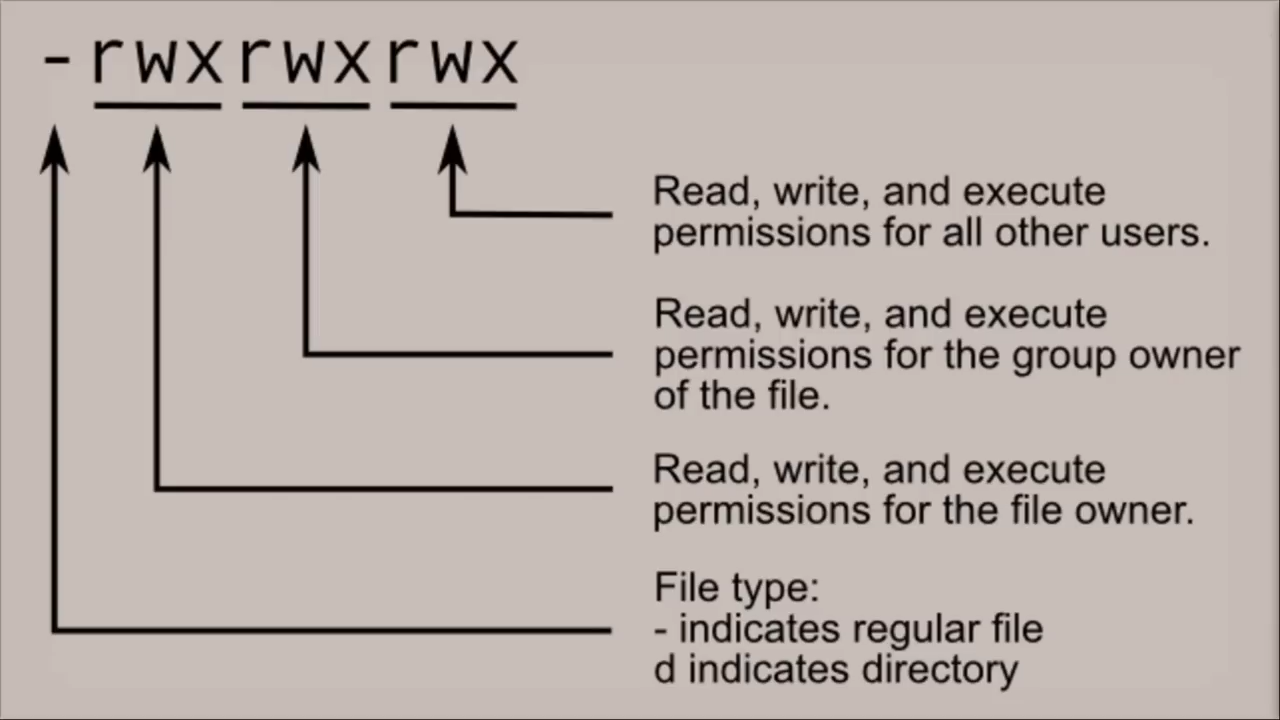 -rwxrwxrwx
Read, write, and execute
permissions for all other users.
Read, write, and execute
permissions for the group owner
of the file.
Read, write, and execute
permissions for the file owner.
File type:
- indicates regular file
d indicates directory